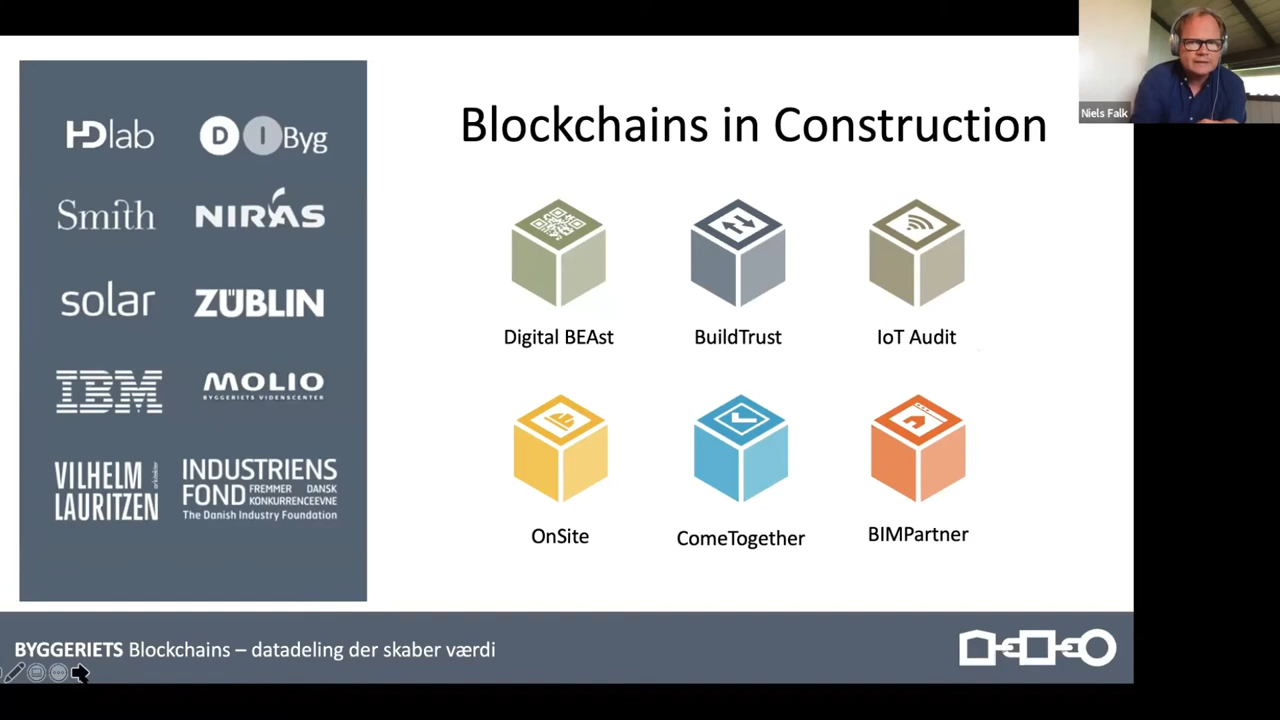 HDlab
D I Byg
Smith
NIRAS
solar
ZÜBLIN
IBM
MOLIO
BYGGERIETS VIDENSCENTER
VILHELM
LAURITZEN
arkitekter
INDUSTRIENS
FOND FREMMER DANSK
KONKURRENCEEVNE
The Danish Industry Foundation
Blockchains in Construction
Digital BEAst
BuildTrust
IoT Audit
OnSite
ComeTogether
BIMPartner
BYGGERIETS Blockchains – datadeling der skaber værdi
Niels Falk